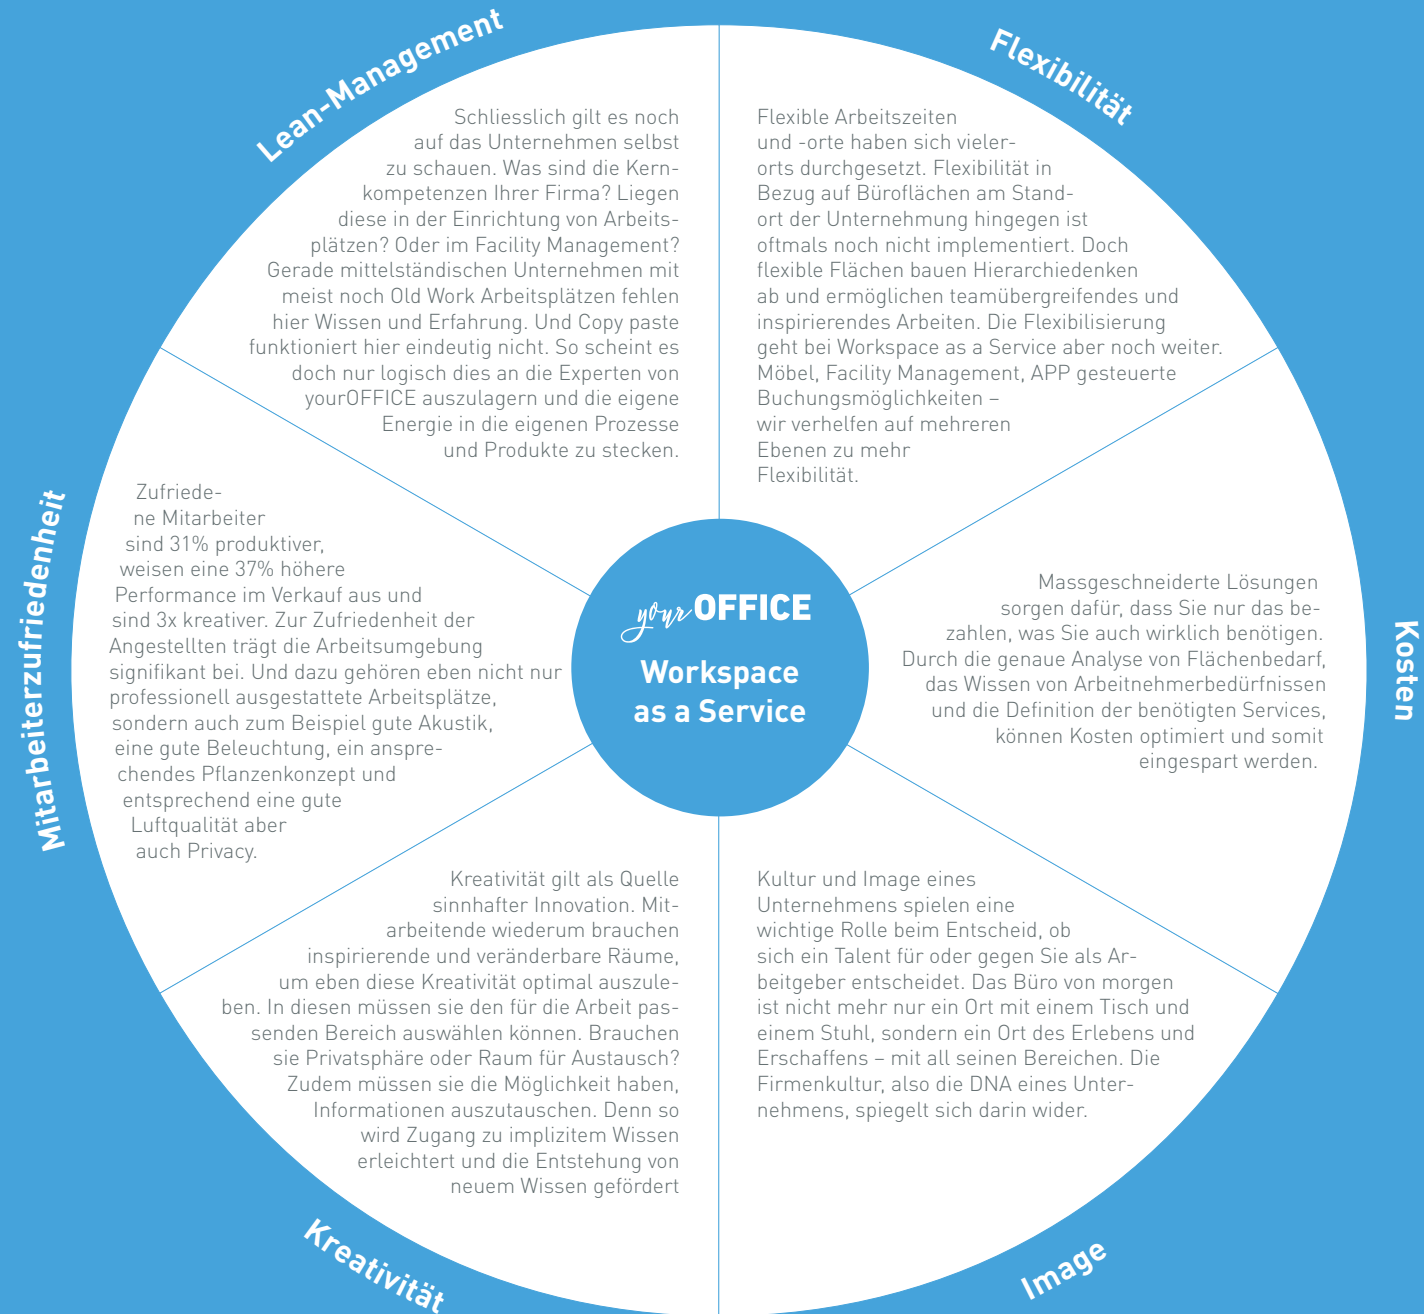 Lean-Management
Schliesslich gilt es noch
auf das Unternehmen selbst
zu schauen. Was sind die Kern-
kompetenzen Ihrer Firma? Liegen
diese in der Einrichtung von Arbeits-
plätzen? Oder im Facility Management?
Gerade mittelständischen Unternehmen mit
meist noch Old Work Arbeitsplätzen fehlen
hier Wissen und Erfahrung. Und Copy paste
funktioniert hier eindeutig nicht. So scheint es
doch nur logisch dies an die Experten von
yourOFFICE auszulagern und die eigene
Energie in die eigenen Prozesse
und Produkte zu stecken.
Flexibilität
Flexible Arbeitszeiten
und -orte haben sich vieler-
orts durchgesetzt. Flexibilität in
Bezug auf Büroflächen am Stand-
ort der Unternehmung hingegen ist
oftmals noch nicht implementiert. Doch
flexible Flächen bauen Hierarchiedenken
ab und ermöglichen teamübergreifendes und
inspirierendes Arbeiten. Die Flexibilisierung
geht bei Workspace as a Service aber noch weiter.
Möbel, Facility Management, APP gesteuerte
Buchungsmöglichkeiten –
wir verhelfen auf mehreren
Ebenen zu mehr
Flexibilität.
Mitarbeiterzufriedenheit
Zufriede-
ne Mitarbeiter
sind 31% produktiver,
weisen eine 37% höhere
Performance im Verkauf aus und
sind 3x kreativer. Zur Zufriedenheit der
Angestellten trägt die Arbeitsumgebung
signifikant bei. Und dazu gehören eben nicht nur
professionell ausgestattete Arbeitsplätze,
sondern auch zum Beispiel gute Akustik,
eine gute Beleuchtung, ein anspre-
chendes Pflanzenkonzept und
entsprechend eine gute
Luftqualität aber
auch Privacy.
your OFFICE
Workspace
as a Service
Kosten
Massgeschneiderte Lösungen
sorgen dafür, dass Sie nur das be-
zahlen, was Sie auch wirklich benötigen.
Durch die genaue Analyse von Flächenbedarf,
das Wissen von Arbeitnehmerbedürfnissen
und die Definition der benötigten Services,
können Kosten optimiert und somit
eingespart werden.
Kreativität gilt als Quelle
sinnhafter Innovation. Mit-
arbeitende wiederum brauchen
inspirierende und veränderbare Räume,
um eben diese Kreativität optimal auszule-
ben. In diesen müssen sie den für die Arbeit pas-
senden Bereich auswählen können. Brauchen
sie Privatsphäre oder Raum für Austausch?
Zudem müssen sie die Möglichkeit haben,
Informationen auszutauschen. Denn so
wird Zugang zu implizitem Wissen
erleichtert und die Entstehung von
neuem Wissen gefördert
Kreativität
Kultur und Image eines
Unternehmens spielen eine
wichtige Rolle beim Entscheid, ob
sich ein Talent für oder gegen Sie als Ar-
beitgeber entscheidet. Das Büro von morgen
ist nicht mehr nur ein Ort mit einem Tisch und
einem Stuhl, sondern ein Ort des Erlebens und
Erschaffens – mit all seinen Bereichen. Die
Firmenkultur, also die DNA eines Unter-
nehmens, spiegelt sich darin wider.
Image